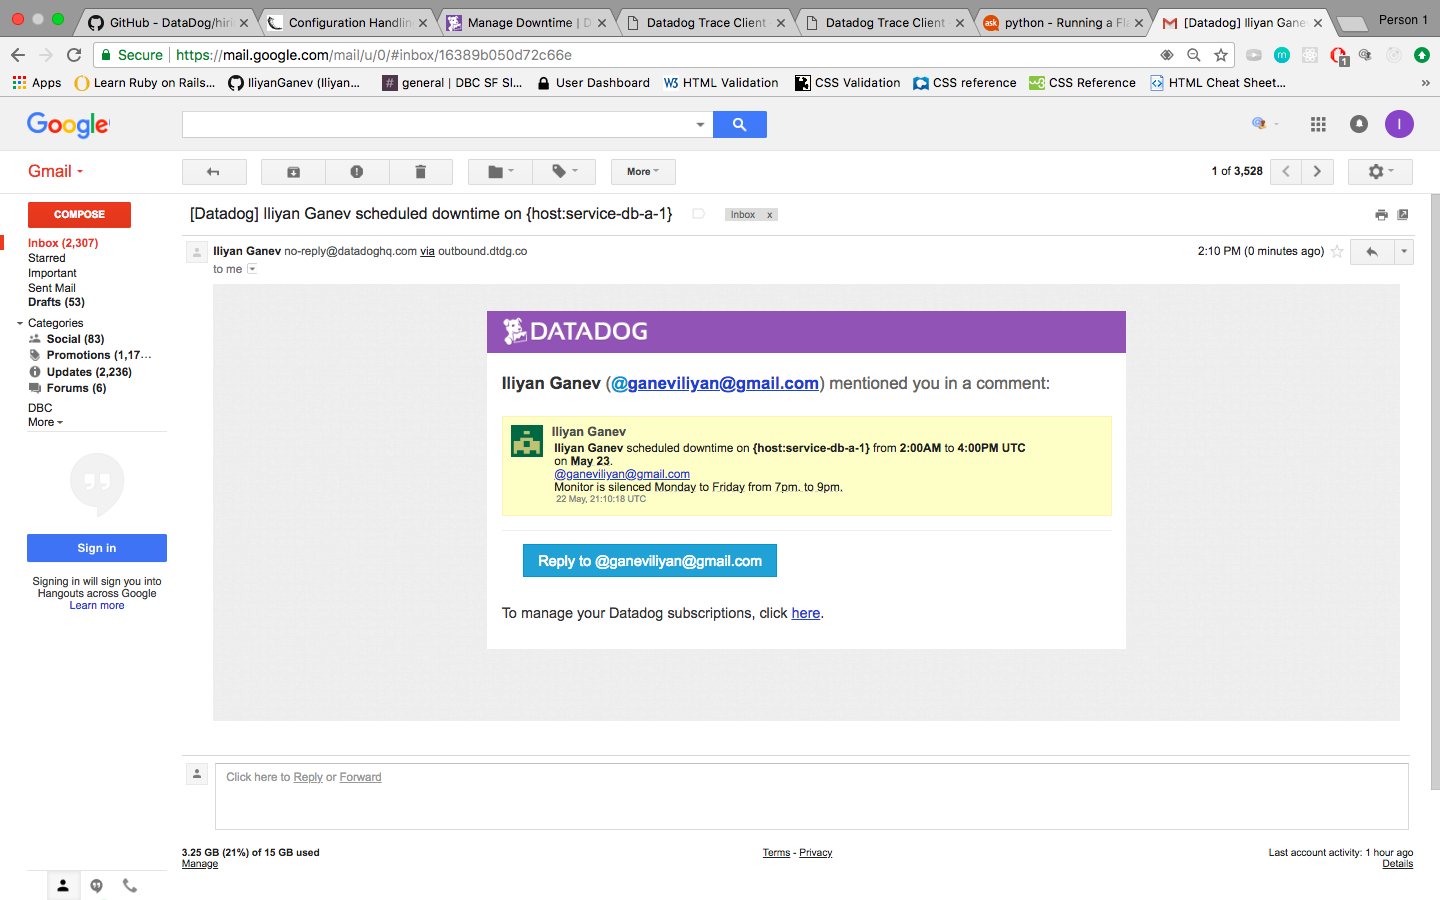 GitHub - DataDog/hiri
Configuration Handlin
Manage Downtime | D
Datadog Trace Client -
Datadog Trace Client -
ask python - Running a Fla
[Datadog] Iliyan Gane
Person 1
Secure https://mail.google.com/mail/u/0/#inbox/16389b050d72c66e
Apps
Learn Ruby on Rails...
IliyanGanev (Iliyan...
# general | DBC SF Sl...
User Dashboard
W3 HTML Validation
CSS Validation
CSS reference
CSS Reference
HTML Cheat Sheet...
»
Google
I
Gmail
More
1 of 3,528
COMPOSE
[Datadog] Iliyan Ganev scheduled downtime on {host:service-db-a-1}
Inbox x
Inbox (2,307)
Starred
Important
Sent Mail
Drafts (53)
Categories
Social (83)
Promotions (1,17...
Updates (2,236)
Forums (6)
DBC
More
Iliyan Ganev no-reply@datadoghq.com via outbound.dtdg.co
2:10 PM (0 minutes ago)
to me
DATADOG
Iliyan Ganev (@ganeviliyan@gmail.com) mentioned you in a comment:
Iliyan Ganev
Iliyan Ganev scheduled downtime on {host:service-db-a-1} from 2:00AM to 4:00PM UTC
on May 23.
@ganeviliyan@gmail.com
Monitor is silenced Monday to Friday from 7pm. to 9pm.
22 May, 21:10:18 UTC
Reply to @ganeviliyan@gmail.com
To manage your Datadog subscriptions, click here.
Sign in
Signing in will sign you into
Hangouts across Google
Learn more
Click here to Reply or Forward
3.25 GB (21%) of 15 GB used
Manage
Terms - Privacy
Last account activity: 1 hour ago
Details